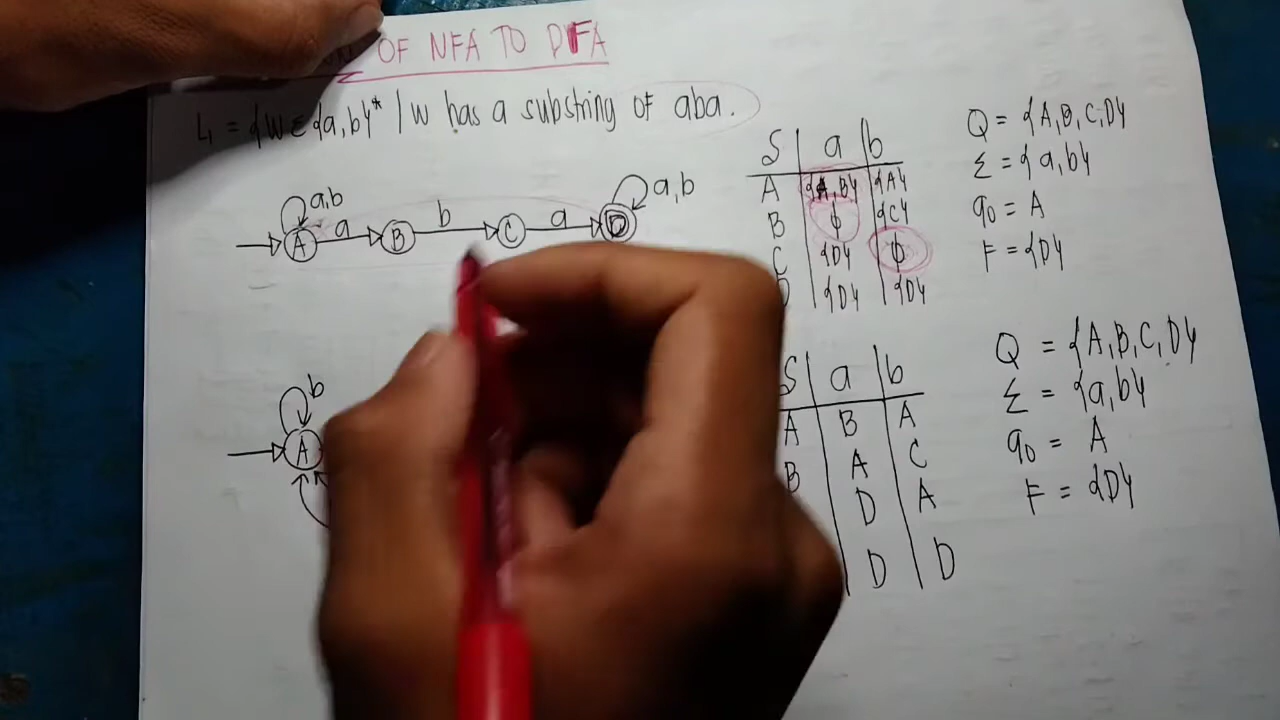 OF NFA TO DFA
L₁ = {w ε {a,b}* / w has a substring of aba.
a,b
A a B b C a D a,b
S a b
A {A,B} {A}
B ϕ {C}
C {D} ϕ
{D} {D}
Q = {A,B,C,D}
Σ = {a,b}
q₀ = A
F = {D}
b
A
S a b
A B A
B A C
D A
D D
Q = {A,B,C,D}
Σ = {a,b}
q₀ = A
F = {D}